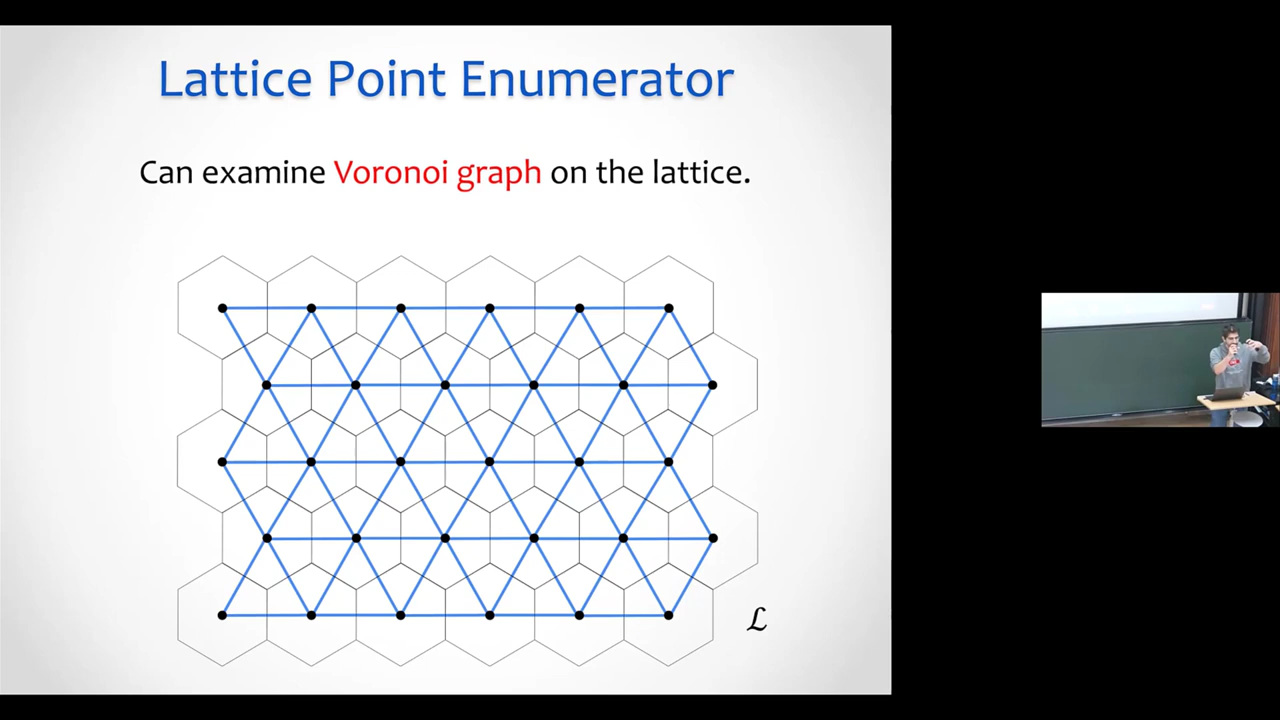 Lattice Point Enumerator
Can examine Voronoi graph on the lattice.
ℒ